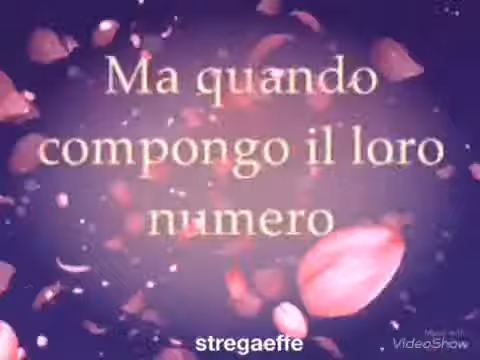 Ma quando
compongo il loro
numero
Made with
VideoShow
stregaeffe